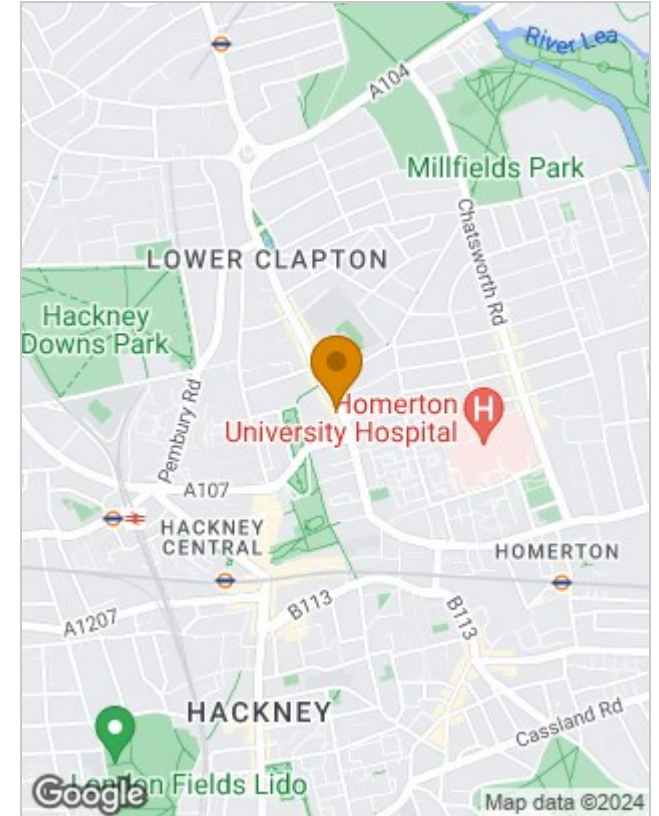 River Lea
A104
Millfields Park
Chatsworth Rd
LOWER CLAPTON
Hackney
Downs Park
Pembury Rd
Homerton
University Hospital
H
A107
HACKNEY
CENTRAL
HOMERTON
B113
B113
A1207
HACKNEY
Cassland Rd
London Fields Lido
Google
Map data ©2024